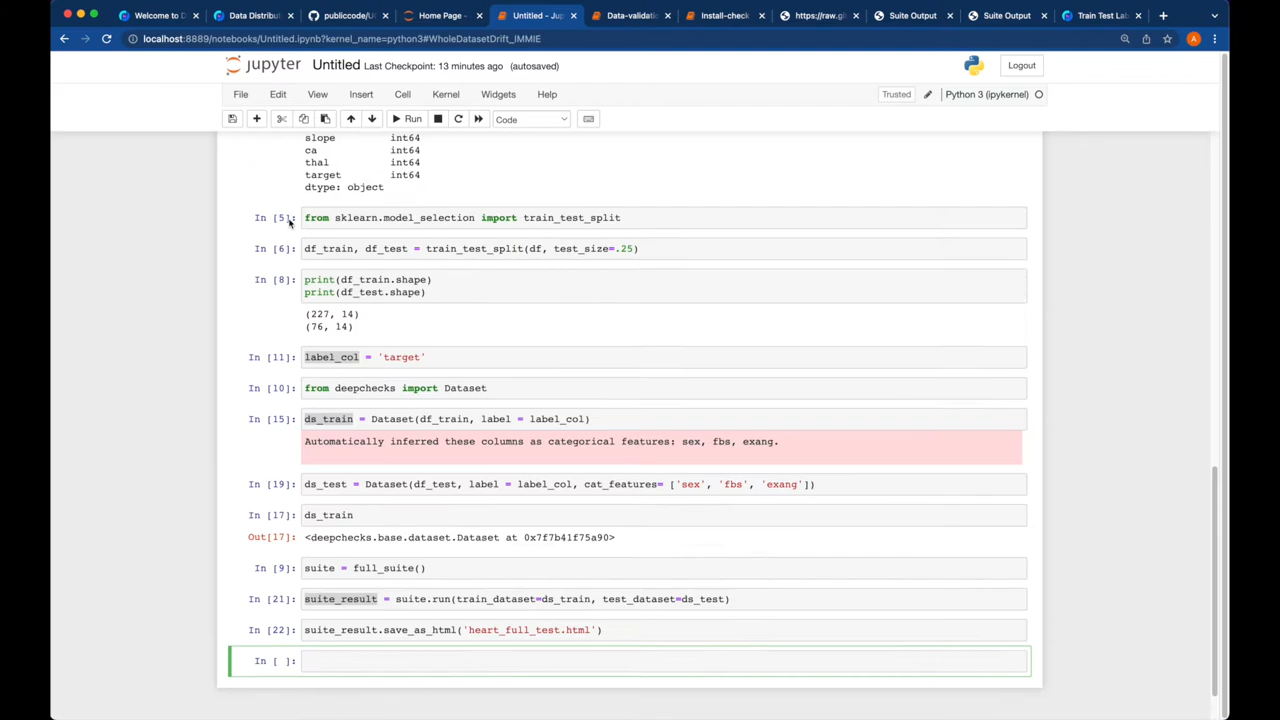 Welcome to D
Data Distribu
publiccode/U
Home Page -
Untitled - Jup
Data-validatio
Install-check
https://raw.gi
Suite Output
Suite Output
Train Test Lab
localhost:8889/notebooks/Untitled.ipynb?kernel_name=python3#WholeDatasetDrift_IMMIE
A
jupyter Untitled Last Checkpoint: 13 minutes ago (autosaved)
Logout
File Edit View Insert Cell Kernel Widgets Help
Trusted Python 3 (ipykernel)
Run Code
slope int64
ca int64
thal int64
target int64
dtype: object
In [5]: from sklearn.model_selection import train_test_split
In [6]: df_train, df_test = train_test_split(df, test_size=.25)
In [8]: print(df_train.shape)
print(df_test.shape)
(227, 14)
(76, 14)
In [11]: label_col = 'target'
In [10]: from deepchecks import Dataset
In [15]: ds_train = Dataset(df_train, label = label_col)
Automatically inferred these columns as categorical features: sex, fbs, exang.
In [19]: ds_test = Dataset(df_test, label = label_col, cat_features= ['sex', 'fbs', 'exang'])
In [17]: ds_train
Out[17]: <deepchecks.base.dataset.Dataset at 0x7f7b41f75a90>
In [9]: suite = full_suite()
In [21]: suite_result = suite.run(train_dataset=ds_train, test_dataset=ds_test)
In [22]: suite_result.save_as_html('heart_full_test.html')
In [ ]: